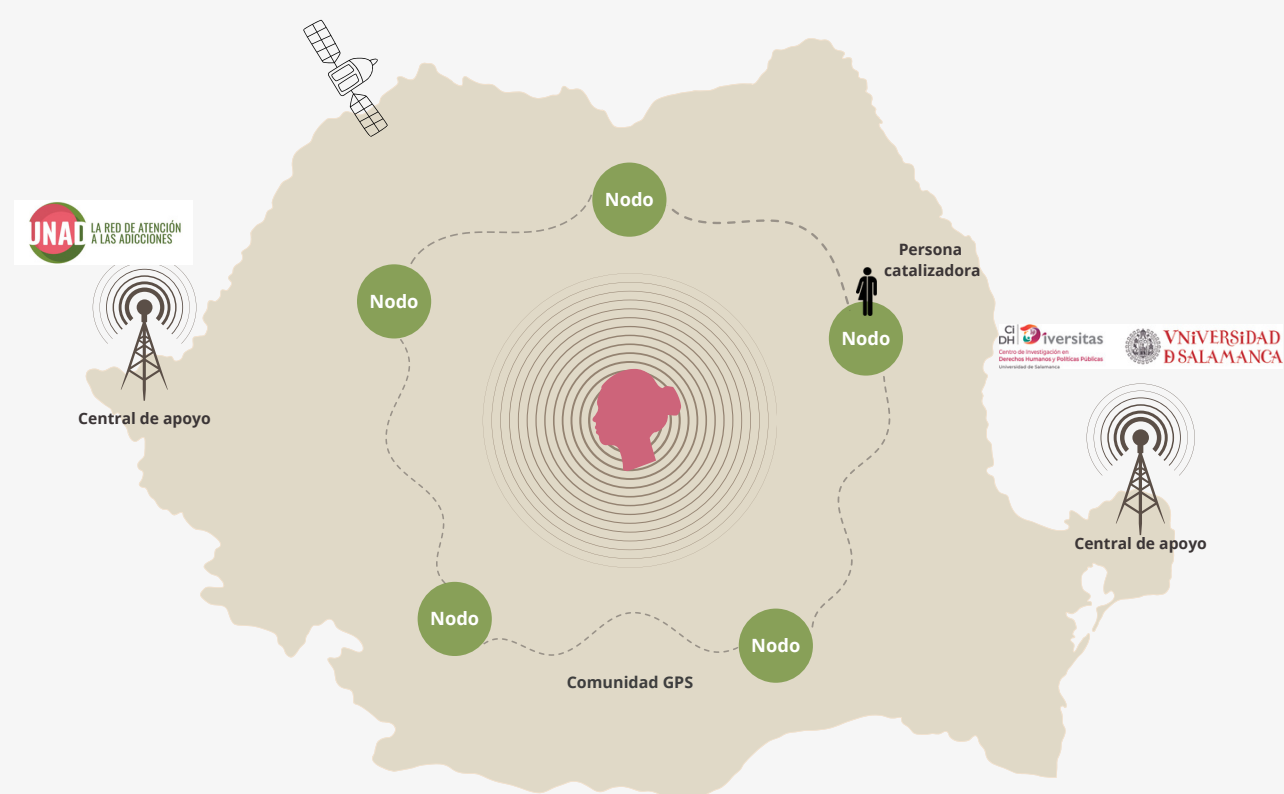 Nodo
UNAD
LA RED DE ATENCIÓN
A LAS ADICCIONES
Persona
catalizadora
Nodo
Nodo
Ci
DH
iversitas
Centro de Investigación en
Derechos Humanos y Políticas Públicas
Universidad de Salamanca
VNiVERSiDAD
D SALAMANCA
Central de apoyo
Central de apoyo
Nodo
Nodo
Comunidad GPS